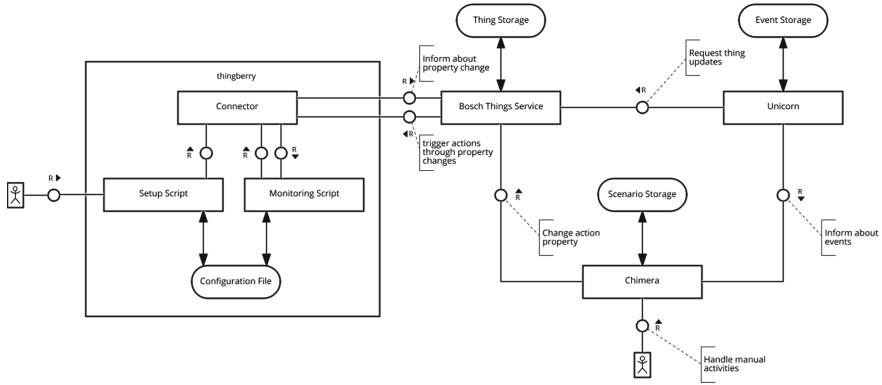 Thing Storage
Event Storage
Inform about
property change
Request thing
updates
thingberry
R
R
Connector
Bosch Things Service
Unicorn
R
trigger actions
through property
changes
R
R
R
R
Setup Script
Monitoring Script
Scenario Storage
R
R
Change action
property
Inform about
events
Configuration File
Chimera
R
Handle manual
activities